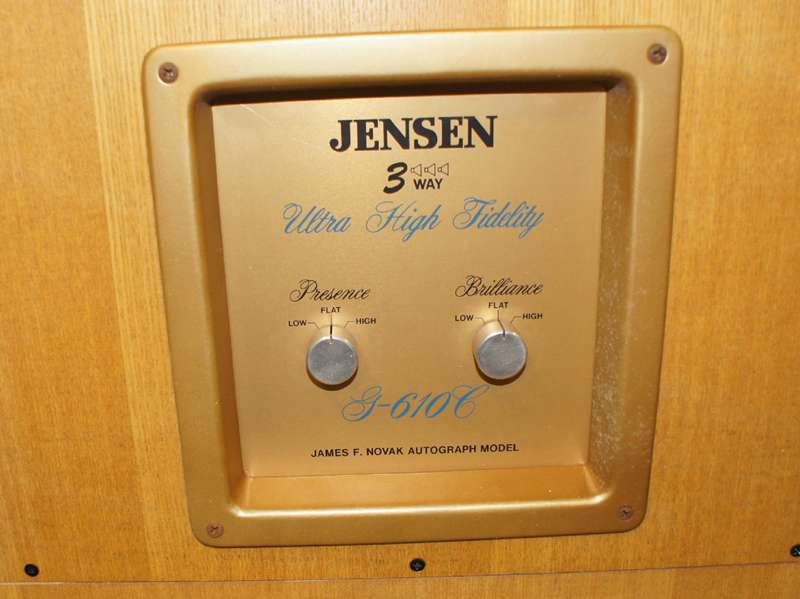 JENSEN
3 WAY
Ultra High Fidelity
Presence Brilliance
FLAT FLAT
LOW HIGH LOW HIGH
G-610C
JAMES F. NOVAK AUTOGRAPH MODEL